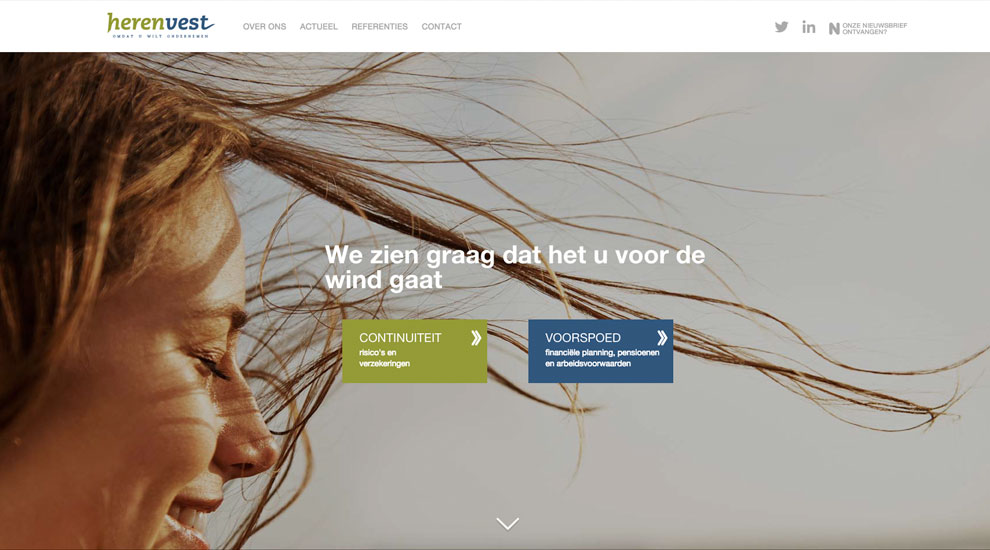 herenvest
OMDAT U WILT ONDERNEMEN
OVER ONS
ACTUEEL
REFERENTIES
CONTACT
N
ONZE NIEUWSBRIEF
ONTVANGEN?
We zien graag dat het u voor de
wind gaat
CONTINUITEIT
risico's en
verzekeringen
VOORSPOED
financiële planning, pensioenen
en arbeidsvoorwaarden